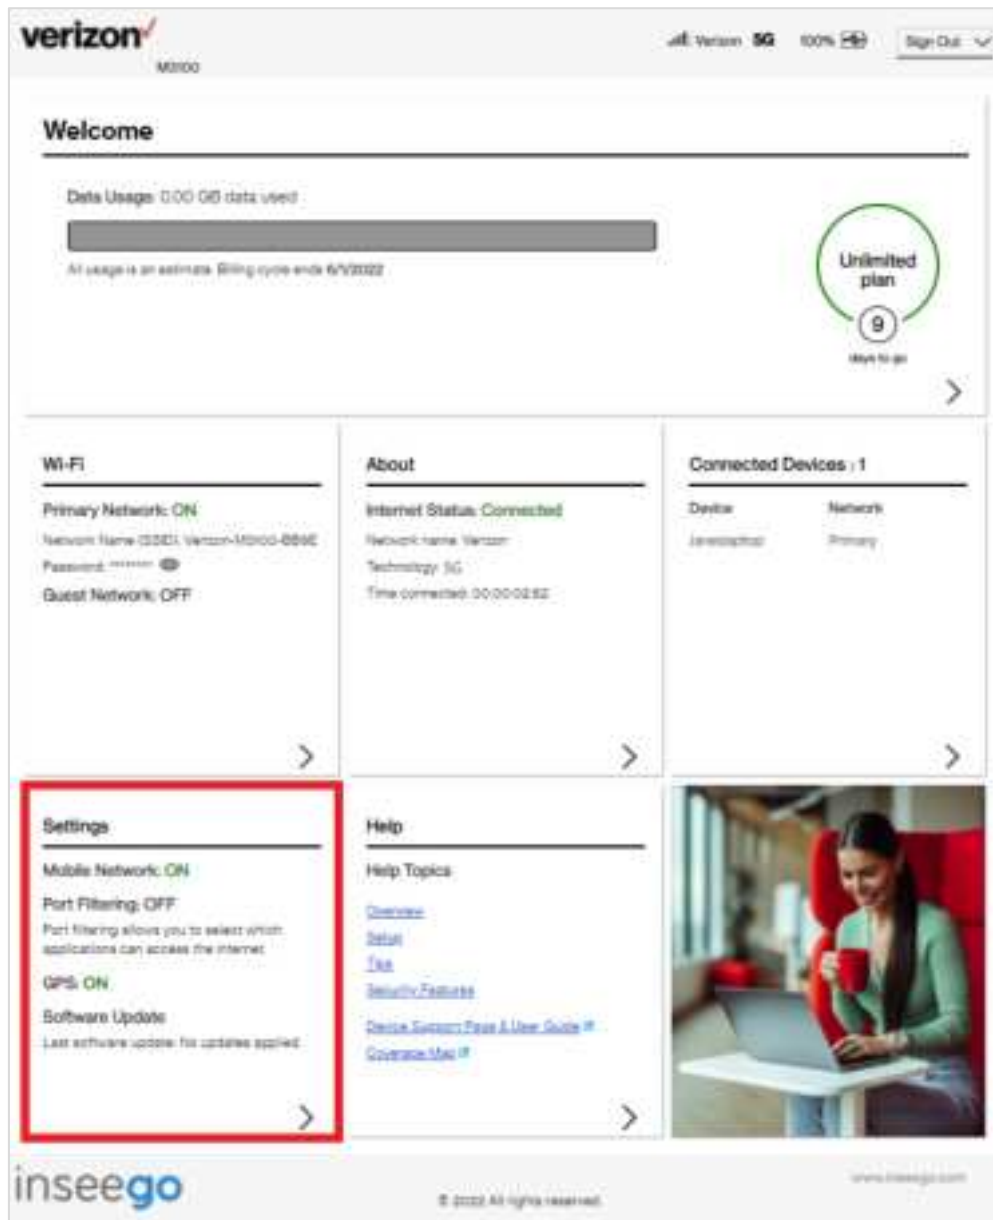 verizon
Verizon 5G 100% Sign Out
M3100
Welcome
Data Usage: 0.00 GB data used
All usage is an estimate. Billing cycle ends 6/1/2022
Unlimited
plan
9
days to go
Wi-Fi
Primary Network: ON
Network Name (SSID): Verizon-M3100-
Password: ********
Guest Network: OFF
About
Internet Status: Connected
Network name: Verizon
Technology: 5G
Time connected: 00:00:02:52
Connected Devices : 1
Device Network
Primary
Settings
Mobile Network: ON
Port Filtering: OFF
Port filtering allows you to select which
applications can access the internet
GPS: ON
Software Update
Last software update: No updates applied
Help
Help Topics
Overview
Setup
Tips
Security Features
Device Support Page & User Guide
Coverage Map
inseego
© 2022 All rights reserved.
www.inseego.com